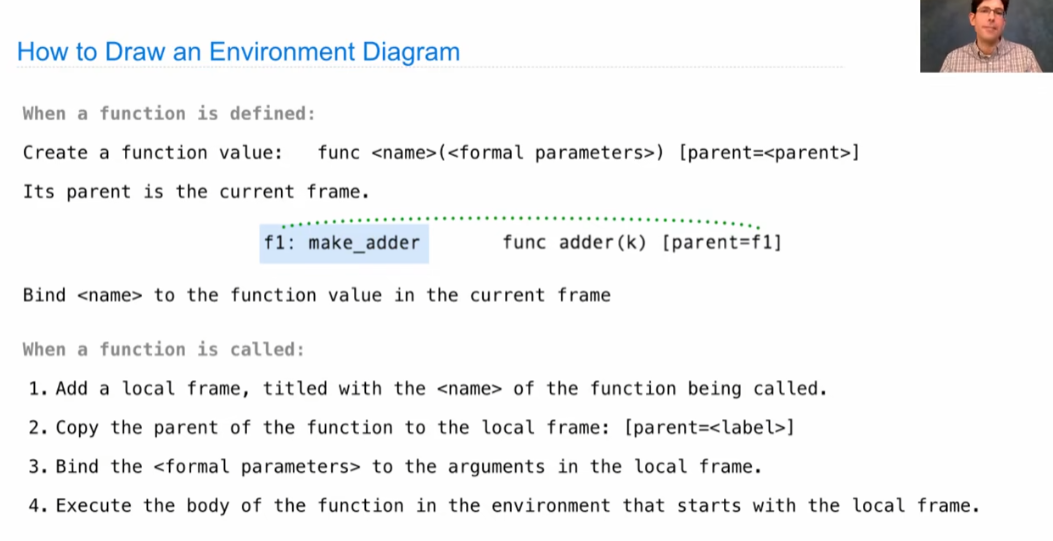 How to Draw an Environment Diagram
When a function is defined:
Create a function value: func <name>(<formal parameters>) [parent=<parent>]
Its parent is the current frame.
f1: make_adder func adder(k) [parent=f1]
Bind <name> to the function value in the current frame
When a function is called:
1. Add a local frame, titled with the <name> of the function being called.
2. Copy the parent of the function to the local frame: [parent=<label>]
3. Bind the <formal parameters> to the arguments in the local frame.
4. Execute the body of the function in the environment that starts with the local frame.